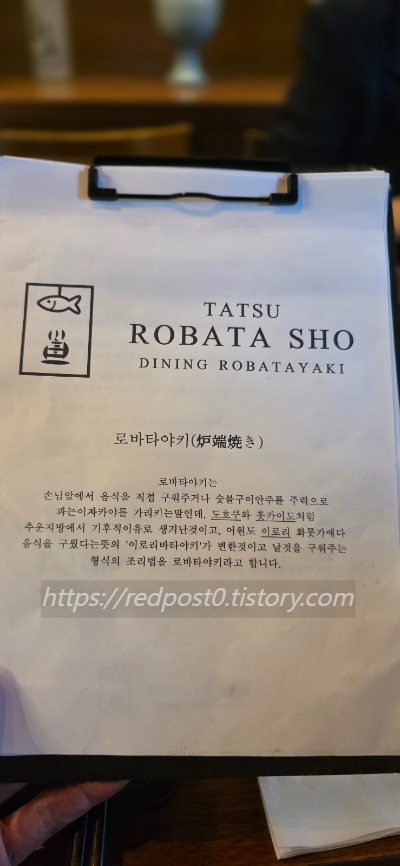 TATSU
ROBATA SHO
DINING ROBATAYAKI
로바타야키(炉端焼き)
로바타야키는
손님앞에서 음식을 직접 구워주거나 숯불구이안주를 주력으로
파는이자카야를 가리키는말인데, 도호쿠와 홋카이도처럼
추운지방에서 기후적이유로 생겨난것이고, 어원도 이로리 화롯가에다
음식을 구웠다는뜻의 '이로리바타야키'가 변한것이고 날것을 구워주는
형식의 조리법을 로바타야키라고 합니다.
https://redpost0.tistory.com